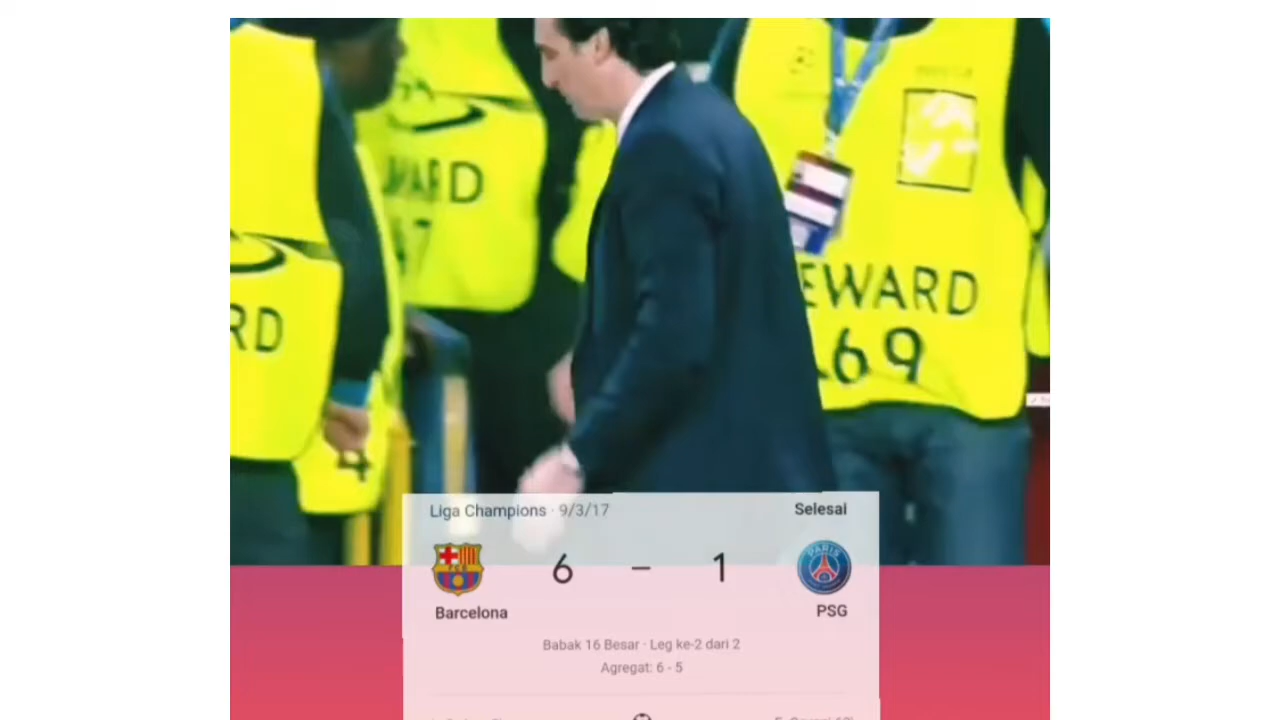 WARD
RD
EWARD
69
Liga Champions · 9/3/17
Selesai
6 – 1
PARIS
Barcelona
PSG
Babak 16 Besar · Leg ke-2 dari 2
Agregat: 6 - 5